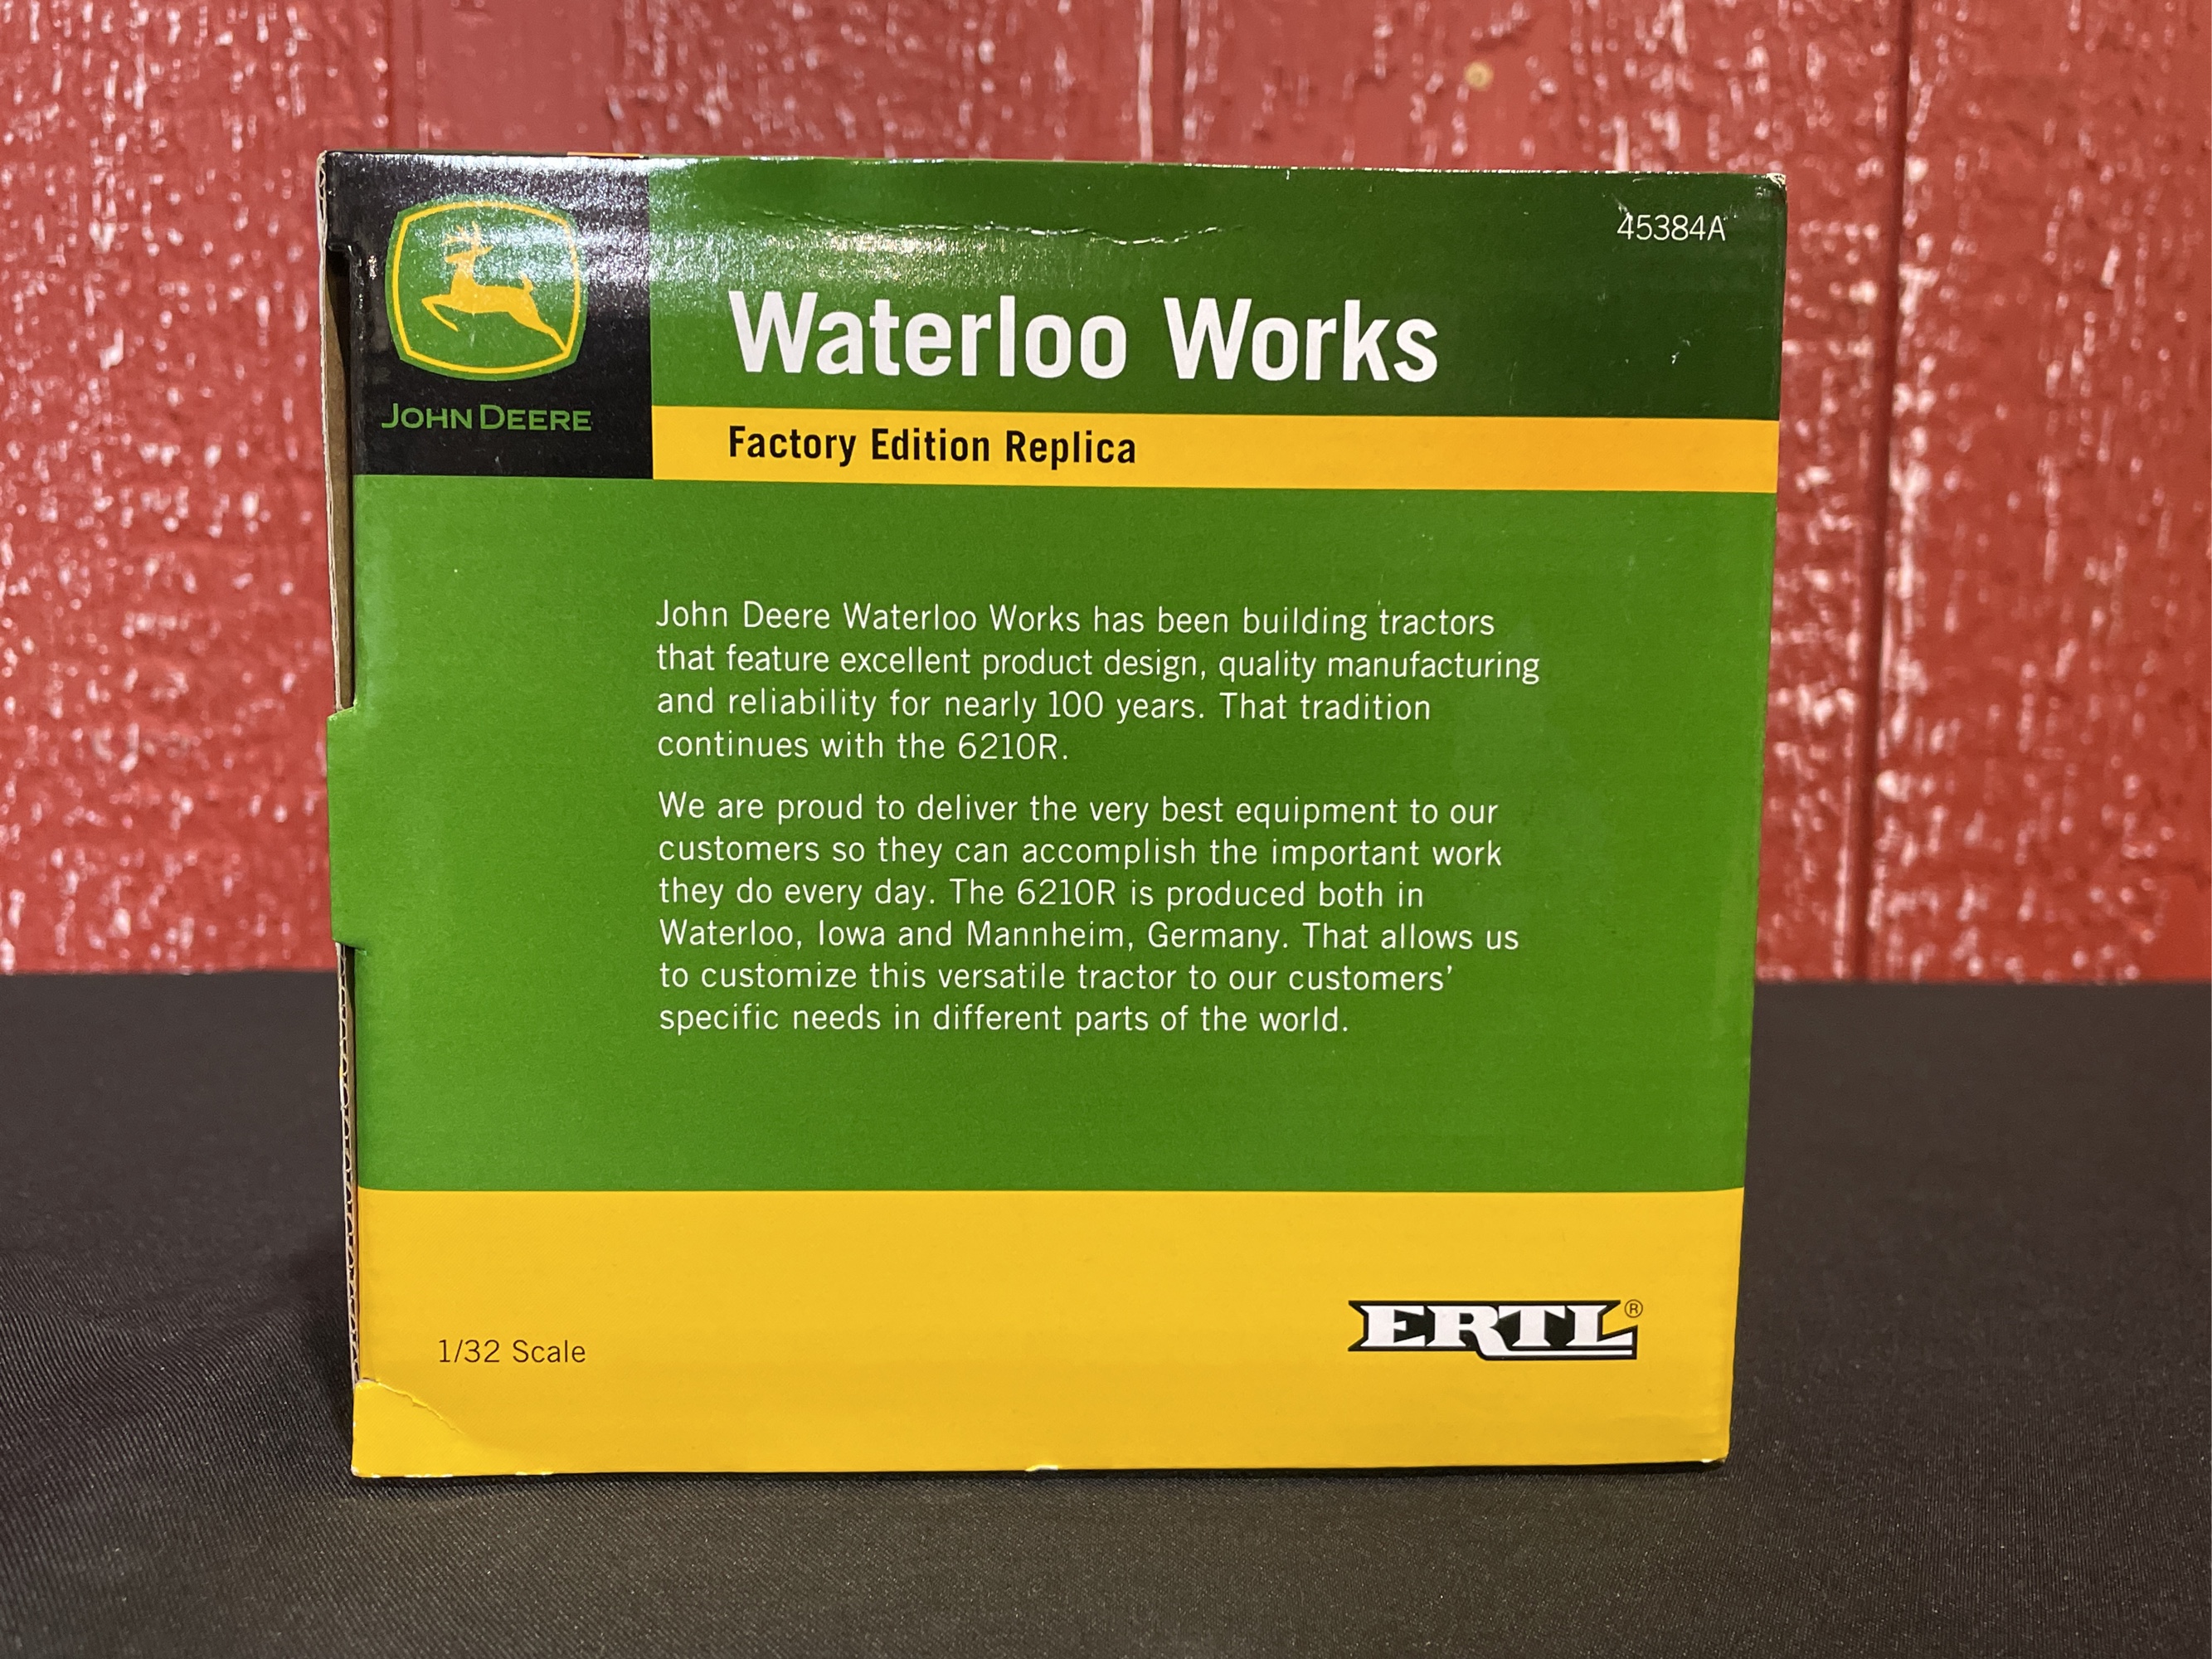 45384A
Waterloo Works
JOHN DEERE
Factory Edition Replica
John Deere Waterloo Works has been building tractors
that feature excellent product design, quality manufacturing
and reliability for nearly 100 years. That tradition
continues with the 6210R.
We are proud to deliver the very best equipment to our
customers so they can accomplish the important work
they do every day. The 6210R is produced both in
Waterloo, Iowa and Mannheim, Germany. That allows us
to customize this versatile tractor to our customers’
specific needs in different parts of the world.
ERTL®
1/32 Scale